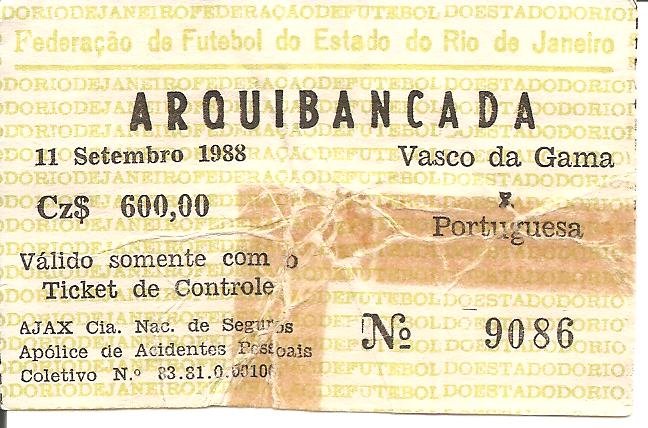 Federação de Futebol do Estado do Rio de Janeiro
ARQUIBANCADA
11 Setembro 1988
Vasco da Gama
Cz$ 600,00
x
Portuguesa
Válido somente com o
Ticket de Controle
AJAX Cia. Nac. de Seguros
Apólice de Acidentes Pessoais
Coletivo N.º
Nº 9086